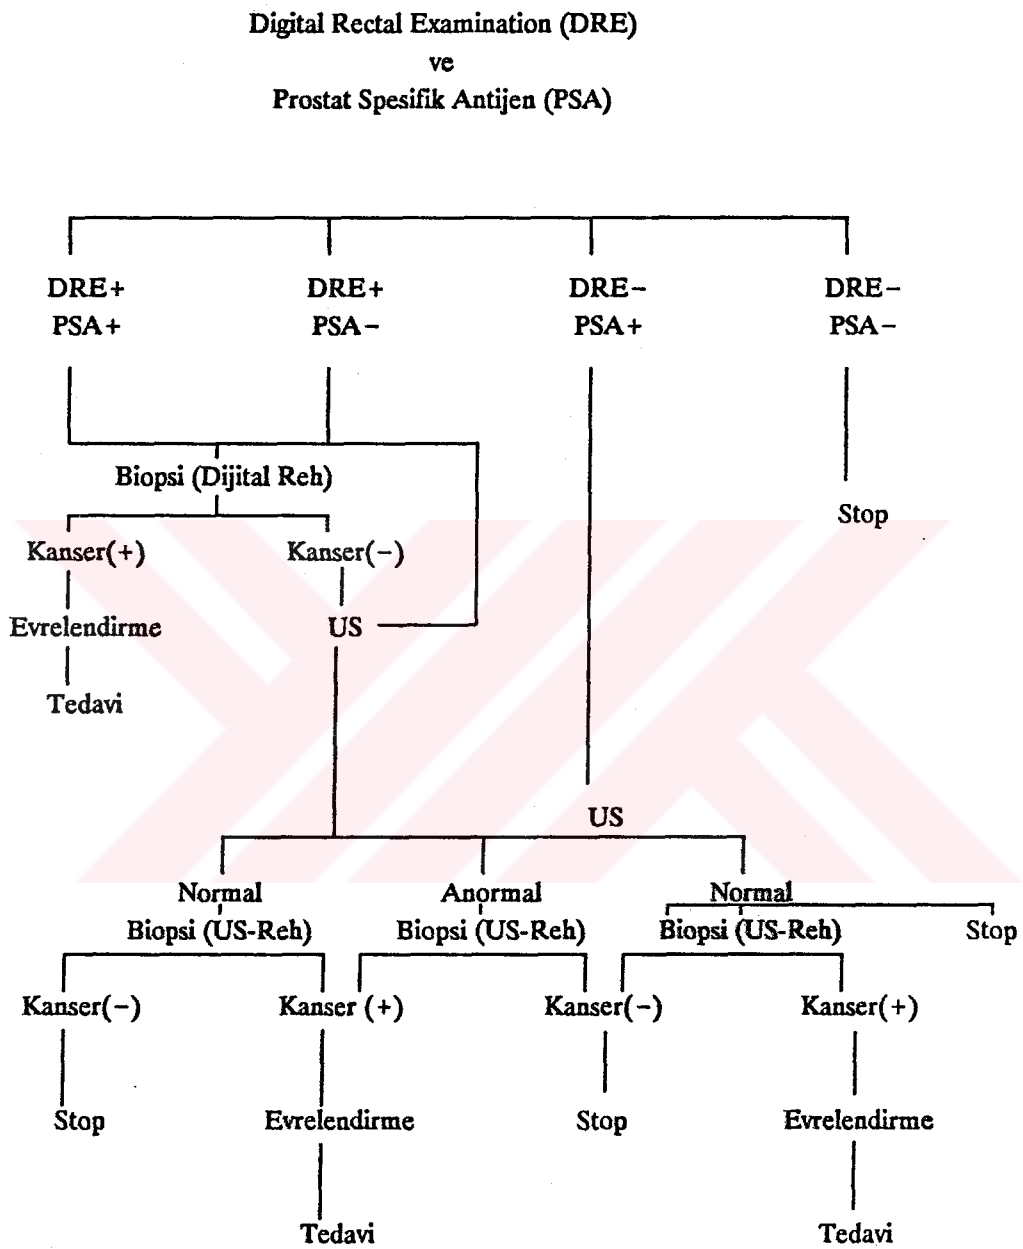 Digital Rectal Examination (DRE)
ve
Prostat Spesifik Antijen (PSA)
DRE+ DRE+ DRE- DRE-
PSA+ PSA- PSA+ PSA-
Biopsi (Dijital Reh)
Stop
Kanser(+) Kanser(-)
Evrelendirme US
Tedavi
US
Normal Anormal Normal
Biopsi (US-Reh) Biopsi (US-Reh) Biopsi (US-Reh) Stop
Kanser(-) Kanser (+) Kanser(-) Kanser(+)
Stop Evrelendirme Stop Evrelendirme
Tedavi Tedavi